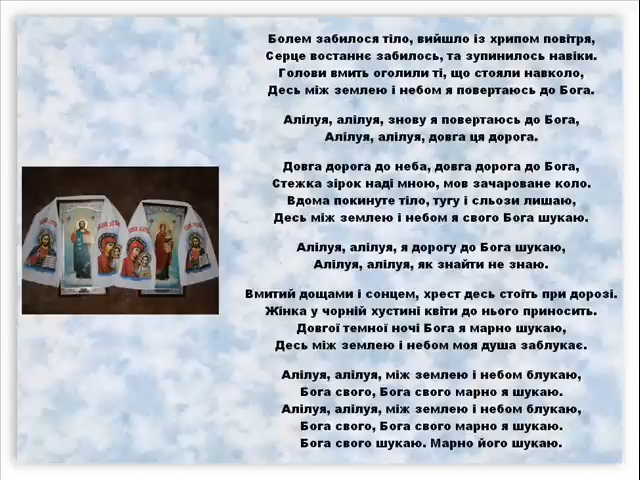 Болем забилося тіло, вийшло із хрипом повітря,
Серце востаннє забилось, та зупинилось навіки.
Голови вмить оголили ті, що стояли навколо,
Десь між землею і небом я повертаюсь до Бога.
Алілуя, алілуя, знову я повертаюсь до Бога,
Алілуя, алілуя, довга ця дорога.
Довга дорога до неба, довга дорога до Бога,
Стежка зірок наді мною, мов зачароване коло.
Вдома покинуте тіло, тугу і сльози лишаю,
Десь між землею і небом я свого Бога шукаю.
Алілуя, алілуя, я дорогу до Бога шукаю,
Алілуя, алілуя, як знайти не знаю.
Вмитий дощами і сонцем, хрест десь стоїть при дорозі.
Жінка у чорній хустині квіти до нього приносить.
Довгої темної ночі Бога я марно шукаю,
Десь між землею і небом моя душа заблукає.
Алілуя, алілуя, між землею і небом блукаю,
Бога свого, Бога свого марно я шукаю.
Алілуя, алілуя, між землею і небом блукаю,
Бога свого, Бога свого марно я шукаю.
Бога свого шукаю. Марно його шукаю.